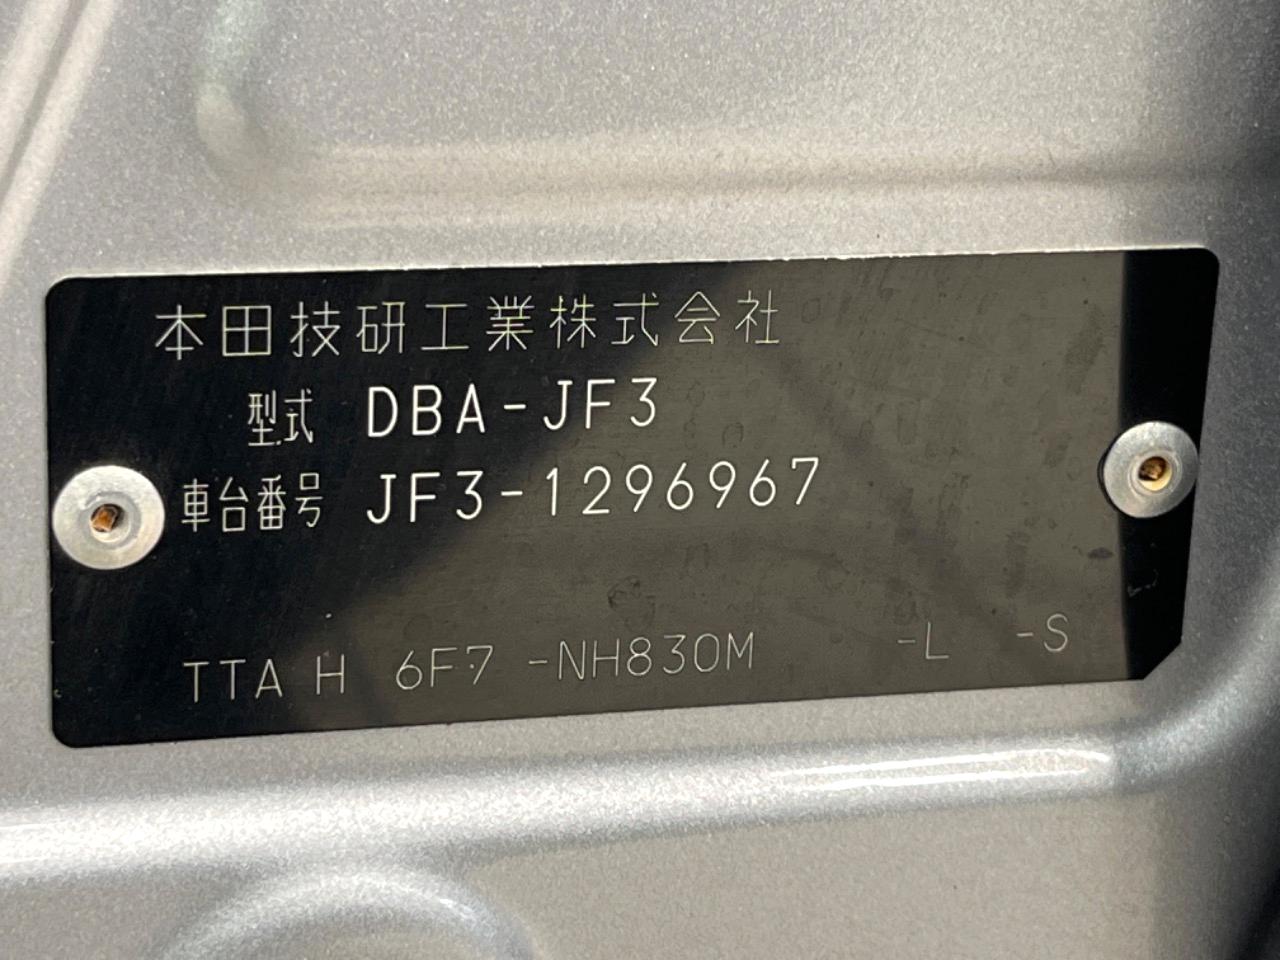 本田技研工業株式会社
型式 DBA-JF3
車台番号 JF3-1296967
TTA H 6F7 -NH830M -L -S